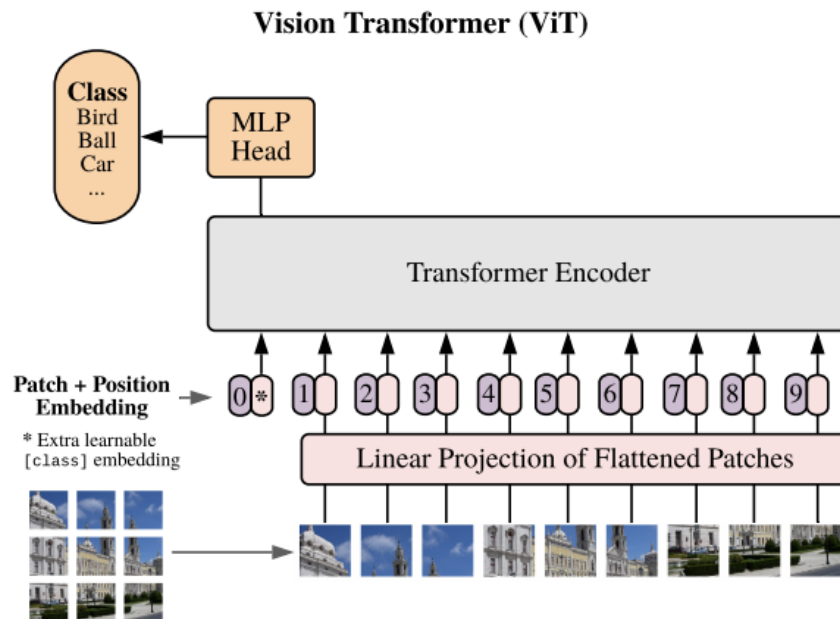 Vision Transformer (ViT)
Class
Bird
Ball
Car
...
MLP
Head
Transformer Encoder
Patch + Position
Embedding
0 * 1 2 3 4 5 6 7 8 9
* Extra learnable
[class] embedding
Linear Projection of Flattened Patches